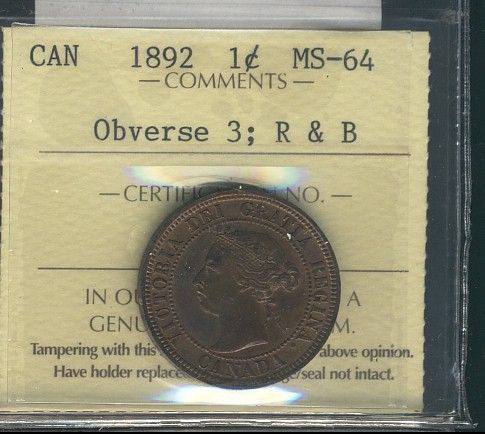 CAN 1892 1¢ MS-64
— COMMENTS —
Obverse 3; R & B
— CERTIF NO. —
IN OU A
GENU M.
Tampering with this above opinion.
Have holder replace /seal not intact.
VICTORIA DEI GRATIA REGINA.
CANADA